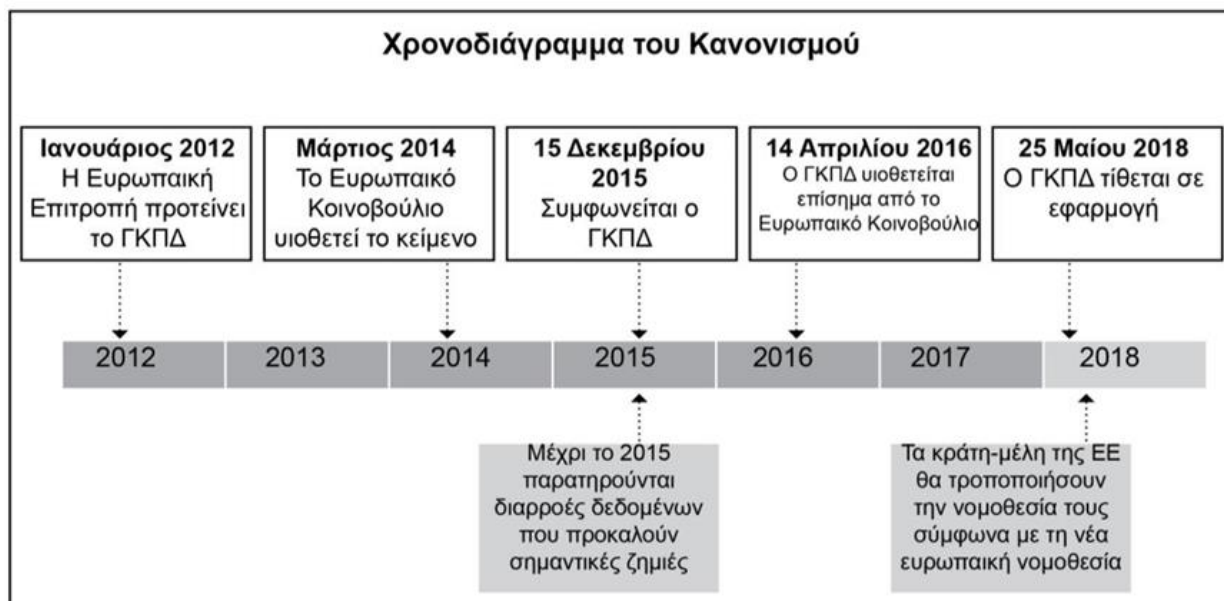 Χρονοδιάγραμμα του Κανονισμού
Ιανουάριος 2012
Η Ευρωπαική
Επιτροπή προτείνει
το ΓΚΠΔ
Μάρτιος 2014
Το Ευρωπαικό
Κοινοβούλιο
υιοθετεί το κείμενο
15 Δεκεμβρίου
2015
Συμφωνείται ο
ΓΚΠΔ
14 Απριλίου 2016
Ο ΓΚΠΔ υιοθετείται
επίσημα από το
Ευρωπαικό Κοινοβούλιο
25 Μαίου 2018
Ο ΓΚΠΔ τίθεται σε
εφαρμογή
2012
2013
2014
2015
2016
2017
2018
Μέχρι το 2015
παρατηρούνται
διαρροές δεδομένων
που προκαλούν
σημαντικές ζημιές
Τα κράτη-μέλη της ΕΕ
θα τροποποιήσουν
την νομοθεσία τους
σύμφωνα με τη νέα
ευρωπαική νομοθεσία